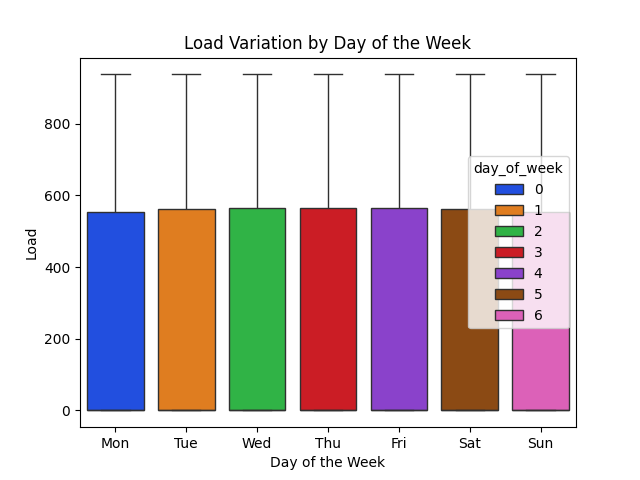 Load Variation by Day of the Week
Load
800
600
400
200
0
day_of_week
0
1
2
3
4
5
6
Mon Tue Wed Thu Fri Sat Sun
Day of the Week